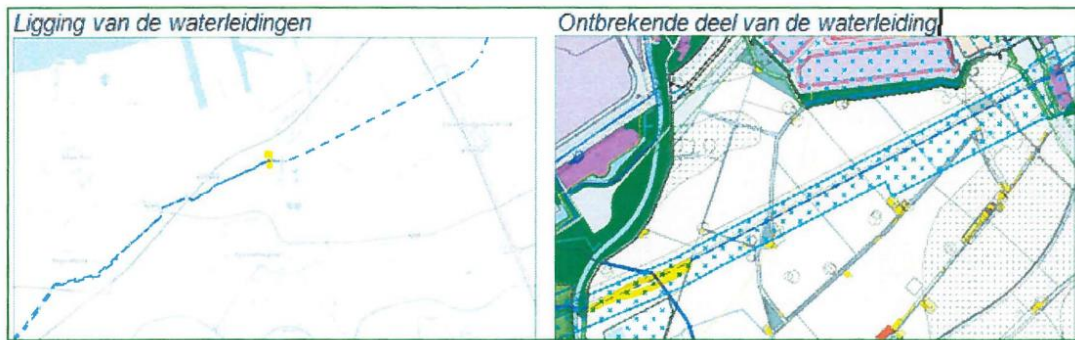 Ligging van de waterleidingen
Ontbrekende deel van de waterleiding